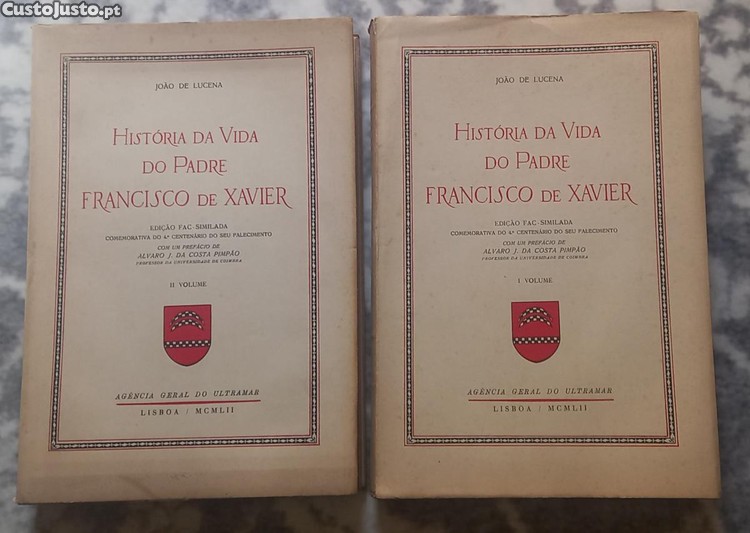 CustoJusto.pt
JOÃO DE LUCENA
HISTÓRIA DA VIDA
DO PADRE
FRANCISCO DE XAVIER
EDIÇÃO FAC-SIMILADA
COMEMORATIVA DO 4º CENTENÁRIO DO SEU FALECIMENTO
COM UM PREFÁCIO DE
ÁLVARO J. DA COSTA PIMPÃO
PROFESSOR DA UNIVERSIDADE DE COIMBRA
II VOLUME
AGÊNCIA GERAL DO ULTRAMAR
LISBOA / MCMLII
JOÃO DE LUCENA
HISTÓRIA DA VIDA
DO PADRE
FRANCISCO DE XAVIER
EDIÇÃO FAC-SIMILADA
COMEMORATIVA DO 4º CENTENÁRIO DO SEU FALECIMENTO
COM UM PREFÁCIO DE
ÁLVARO J. DA COSTA PIMPÃO
PROFESSOR DA UNIVERSIDADE DE COIMBRA
I VOLUME
AGÊNCIA GERAL DO ULTRAMAR
LISBOA / MCMLII